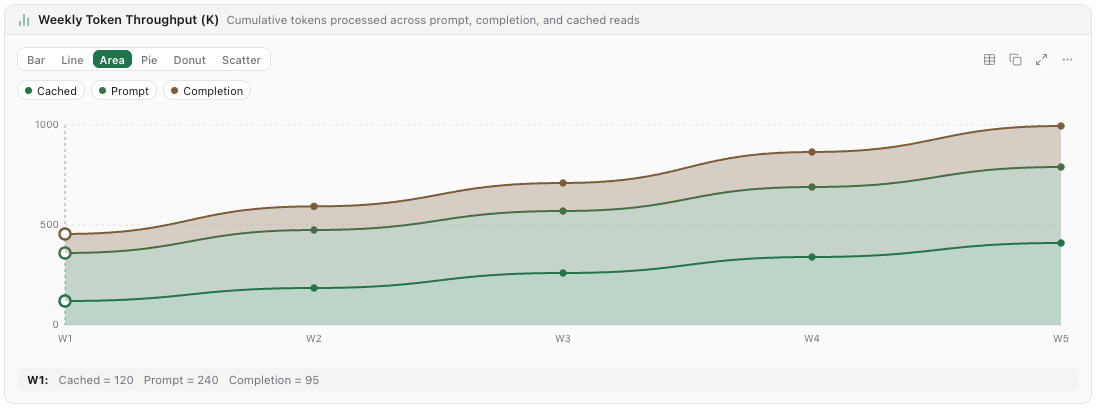 Weekly Token Throughput (K) Cumulative tokens processed across prompt, completion, and cached reads
Bar Line Area Pie Donut Scatter
Cached Prompt Completion
1000
500
0
W1 W2 W3 W4 W5
W1: Cached = 120 Prompt = 240 Completion = 95